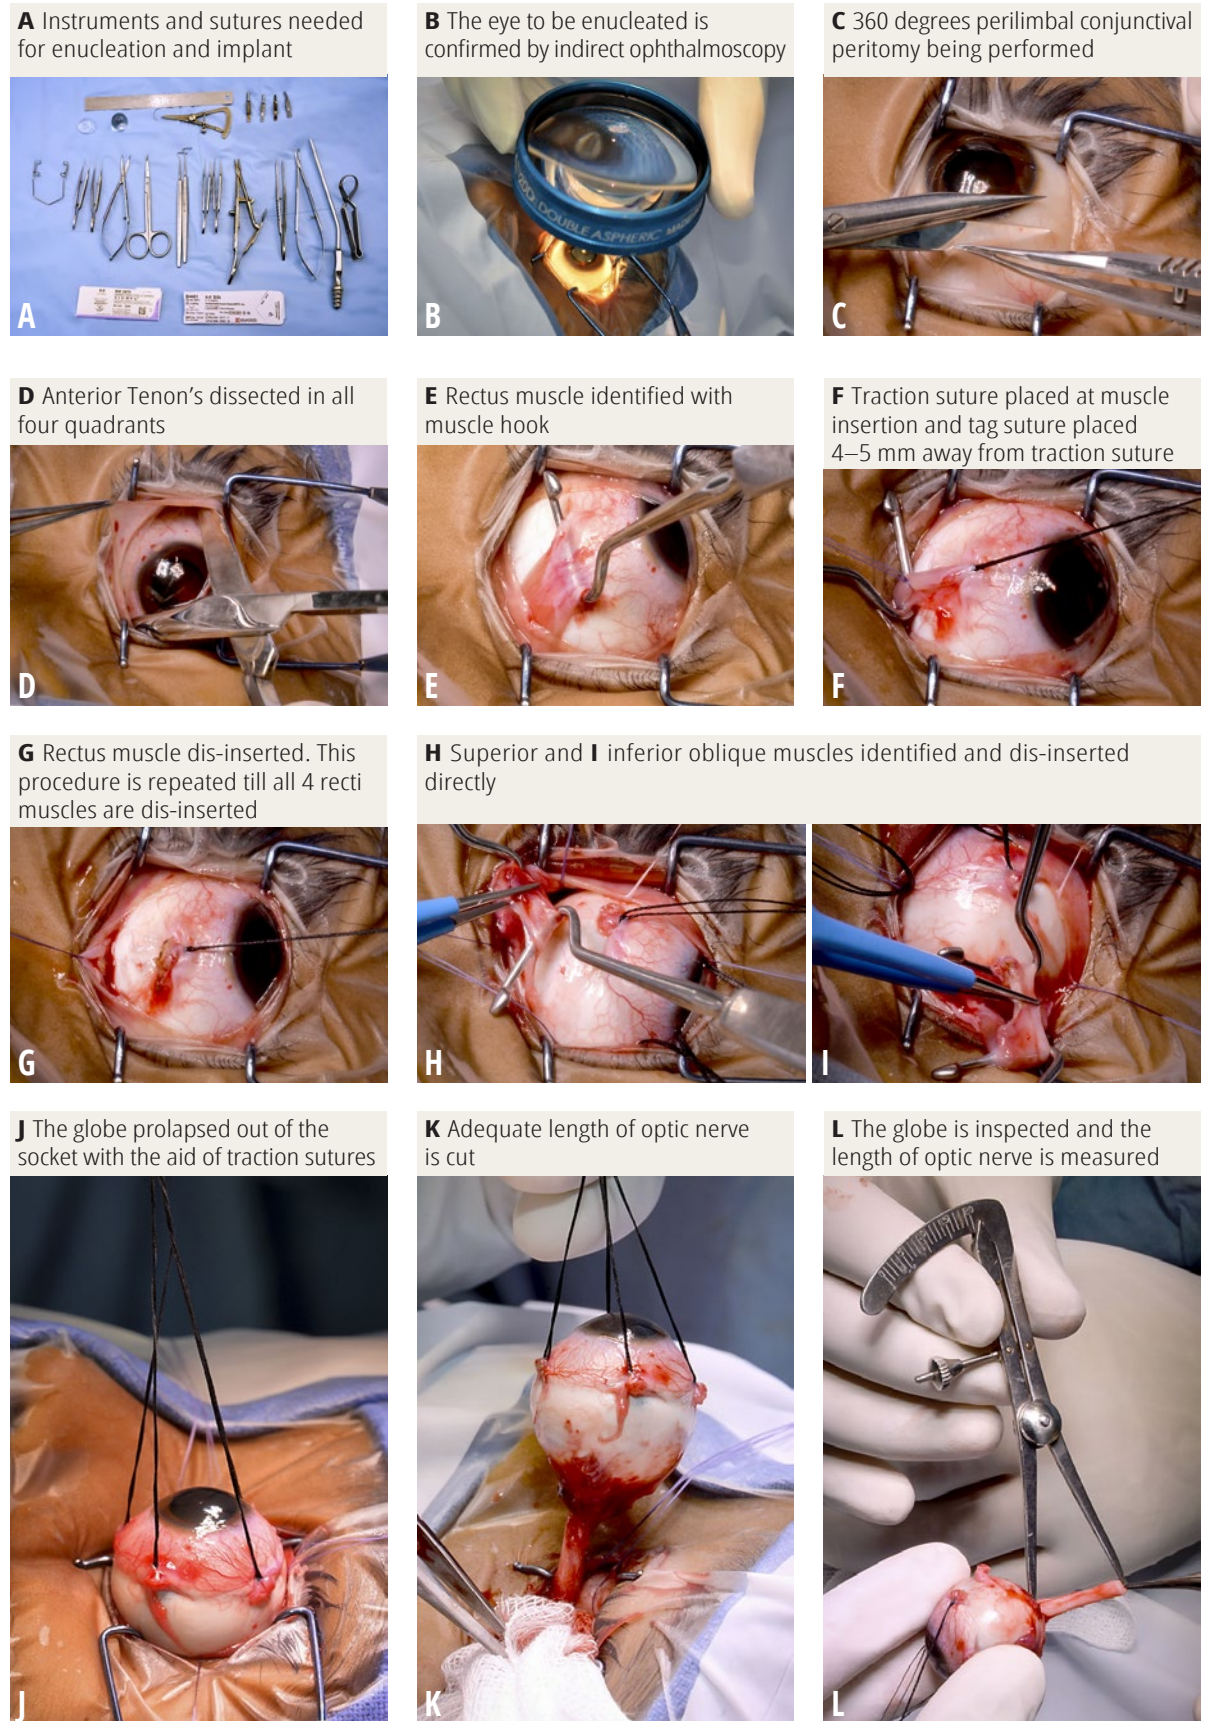 A Instruments and sutures needed
for enucleation and implant
B The eye to be enucleated is
confirmed by indirect ophthalmoscopy
C 360 degrees perilimbal conjunctival
peritomy being performed
A
DOUBLE ASPHERIC
B
C
D Anterior Tenon's dissected in all
four quadrants
E Rectus muscle identified with
muscle hook
F Traction suture placed at muscle
insertion and tag suture placed
4–5 mm away from traction suture
D
E
F
G Rectus muscle dis-inserted. This
procedure is repeated till all 4 recti
muscles are dis-inserted
H Superior and I inferior oblique muscles identified and dis-inserted
directly
G
H
I
J The globe prolapsed out of the
socket with the aid of traction sutures
K Adequate length of optic nerve
is cut
L The globe is inspected and the
length of optic nerve is measured
J
K
L